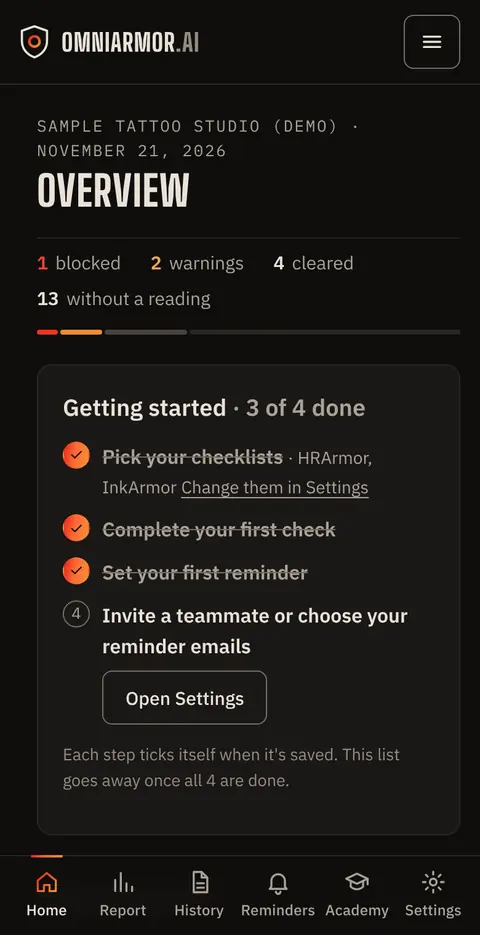 OMNIARMOR.AI
SAMPLE TATTOO STUDIO (DEMO) ·
NOVEMBER 21, 2026
OVERVIEW
1 blocked 2 warnings 4 cleared
13 without a reading
Getting started · 3 of 4 done
Pick your checklists · HRArmor,
InkArmor Change them in Settings
Complete your first check
Set your first reminder
4 Invite a teammate or choose your
reminder emails
Open Settings
Each step ticks itself when it's saved. This list
goes away once all 4 are done.
Home Report History Reminders Academy Settings